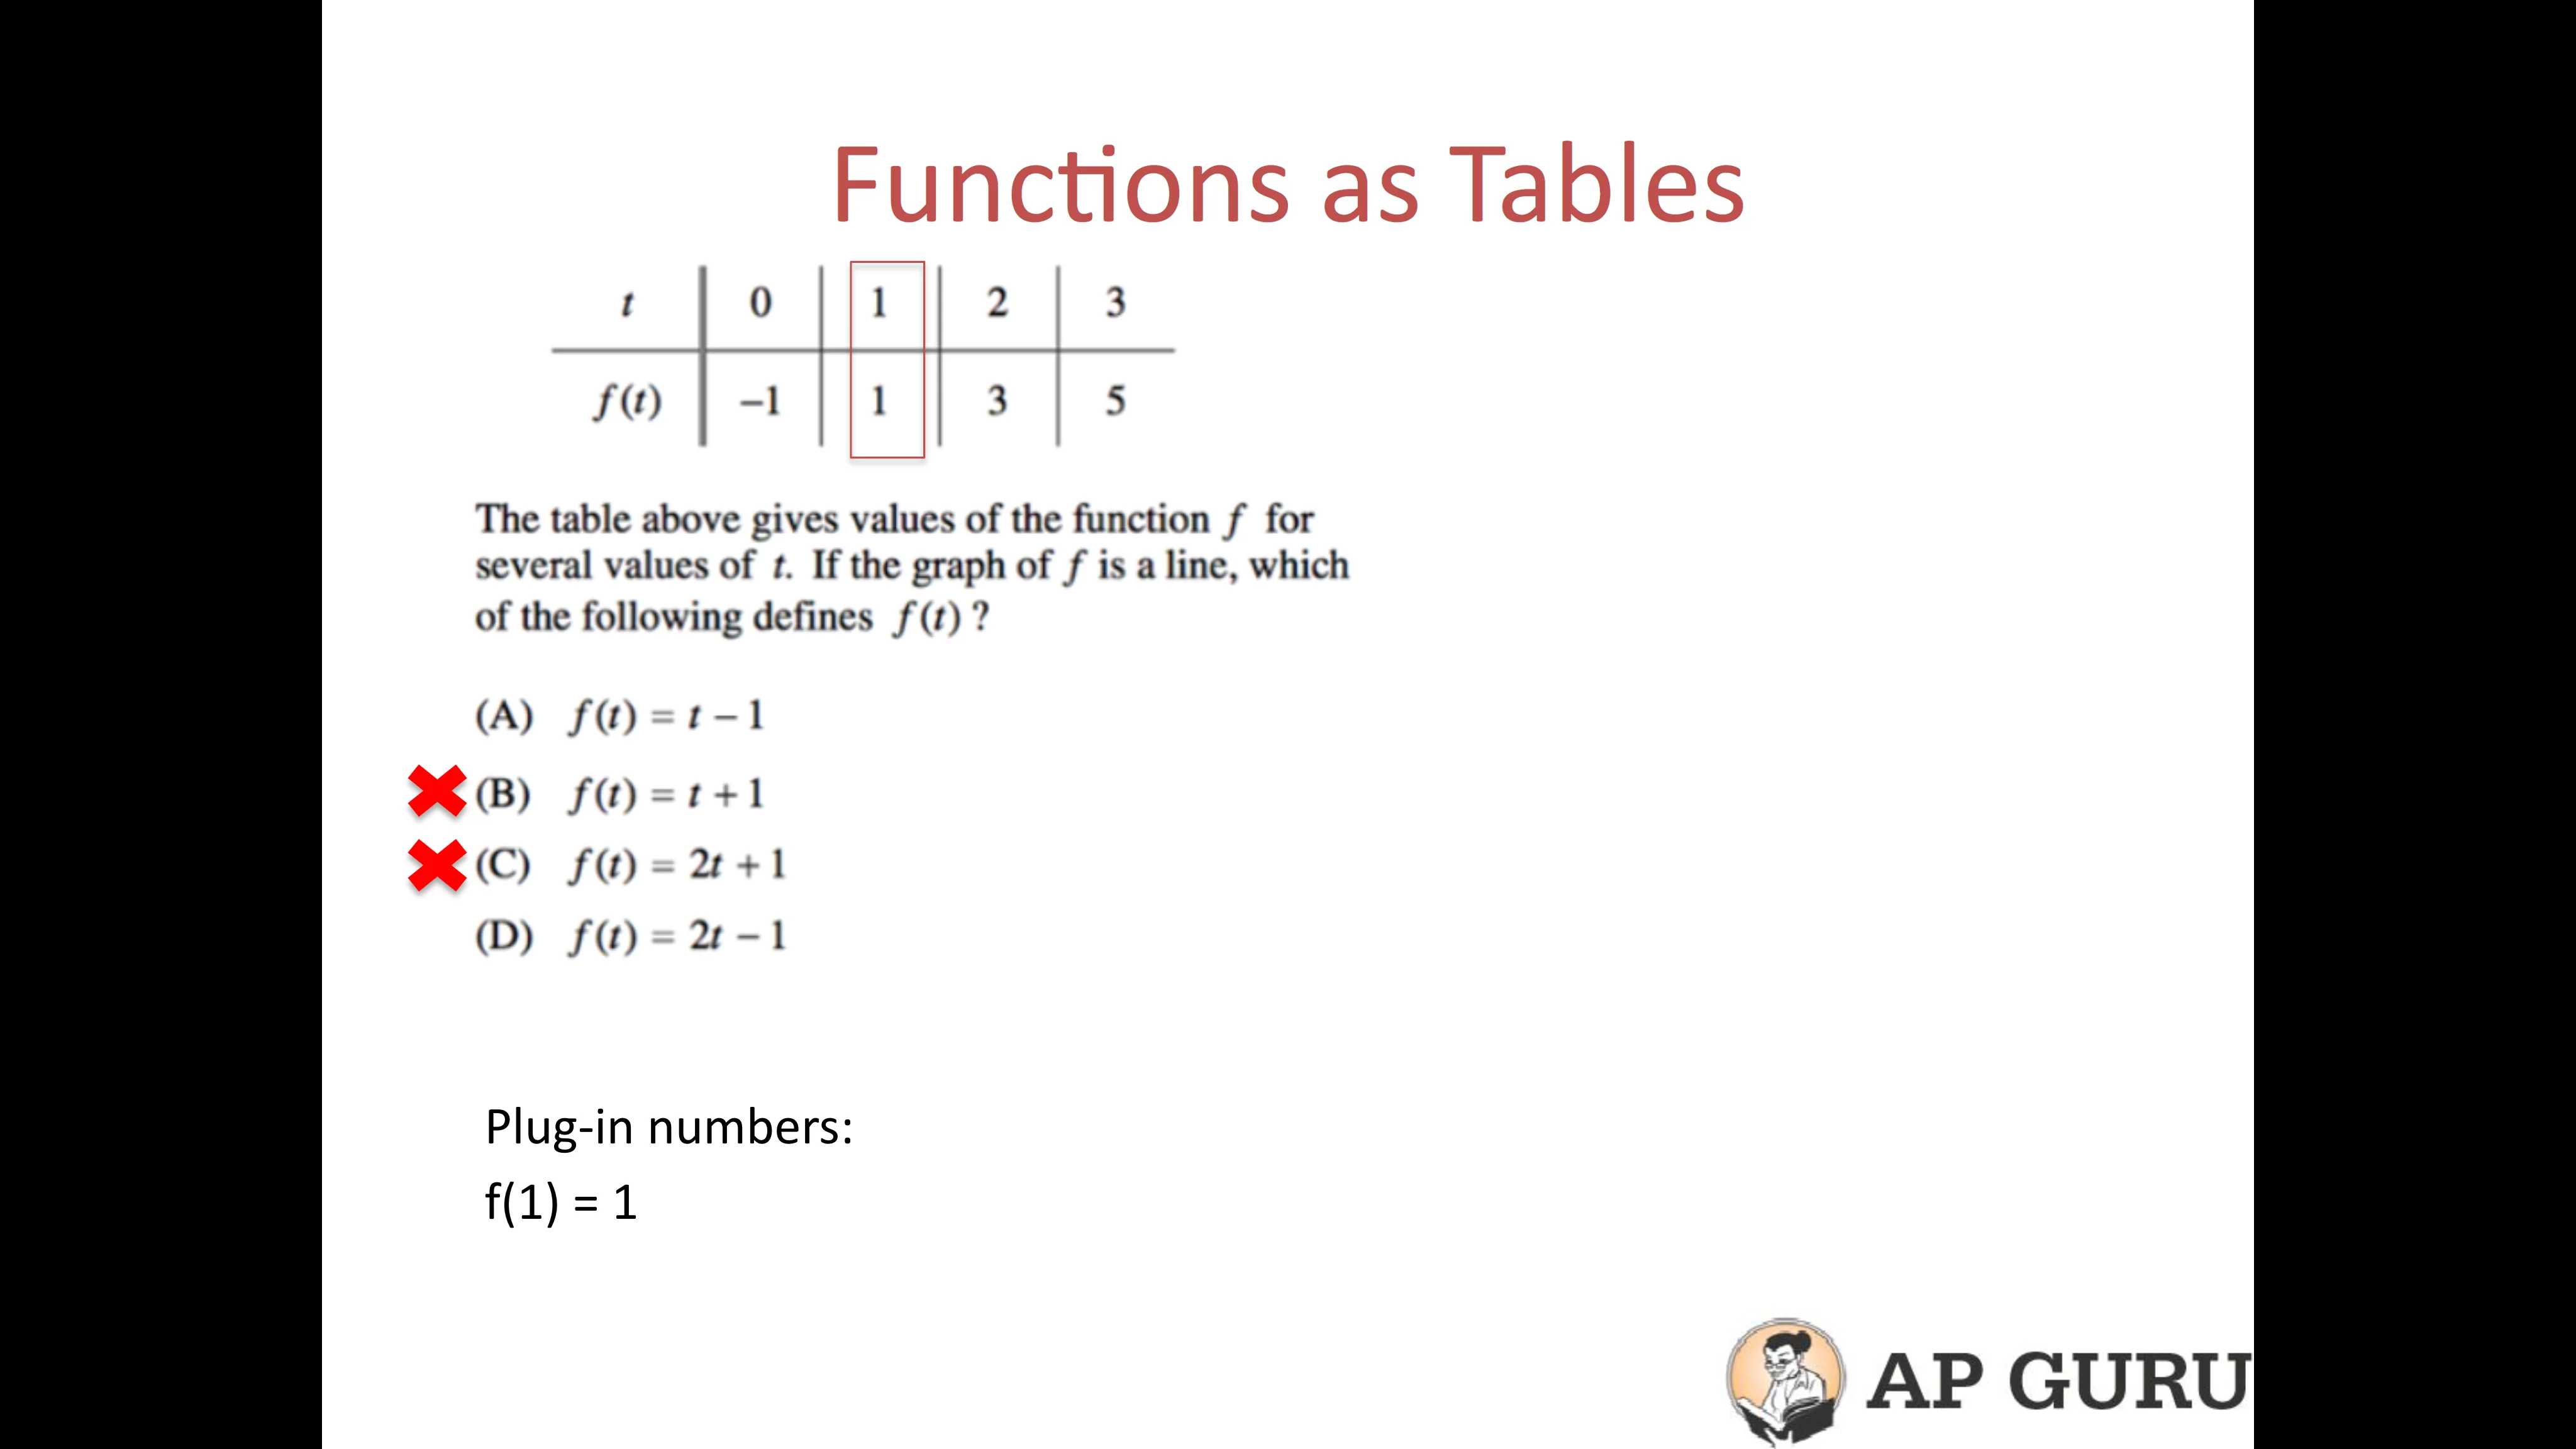 Functions as Tables
t 0 1 2 3
f(t) −1 1 3 5
The table above gives values of the function f for
several values of t. If the graph of f is a line, which
of the following defines f(t) ?
(A) f(t) = t − 1
(B) f(t) = t + 1
(C) f(t) = 2t + 1
(D) f(t) = 2t − 1
Plug-in numbers:
f(1) = 1
AP GURU